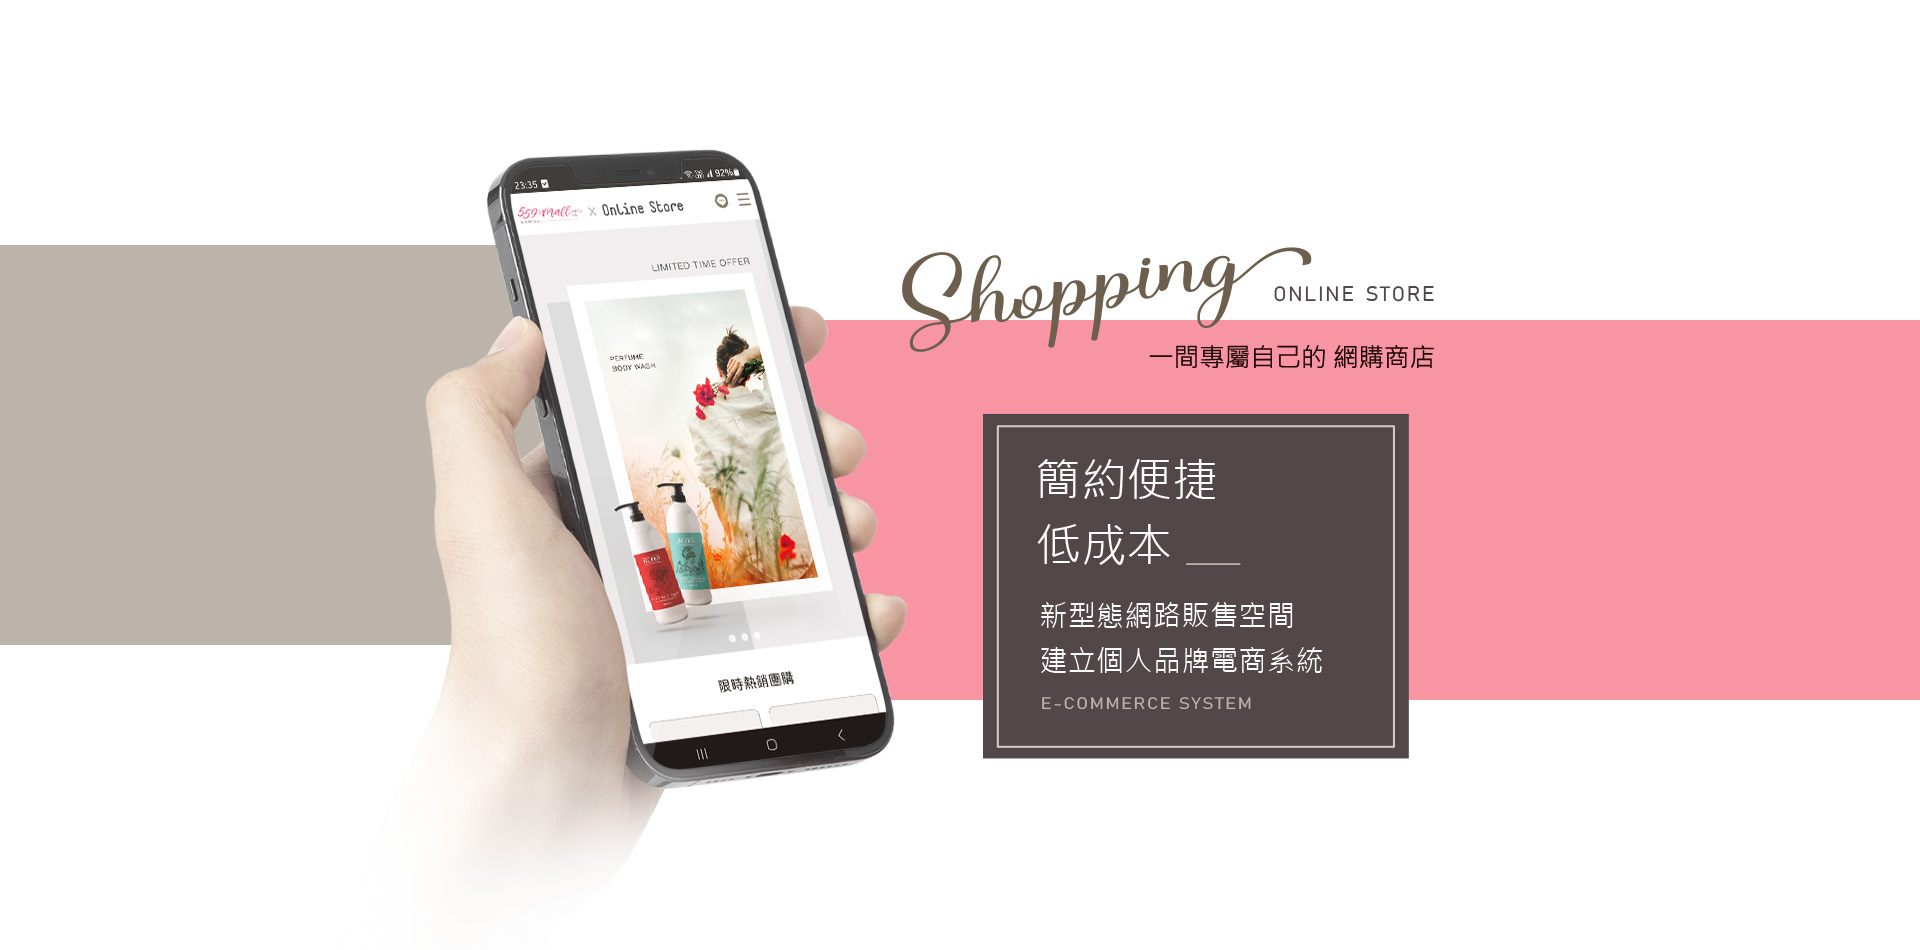 23:35
92%
559 Mall X Online Store
LIMITED TIME OFFER
PERFUME
BODY WASH
限時熱銷團購
Shopping
ONLINE STORE
一間專屬自己的 網購商店
簡約便捷
低成本
新型態網路販售空間
建立個人品牌電商系統
E-COMMERCE SYSTEM